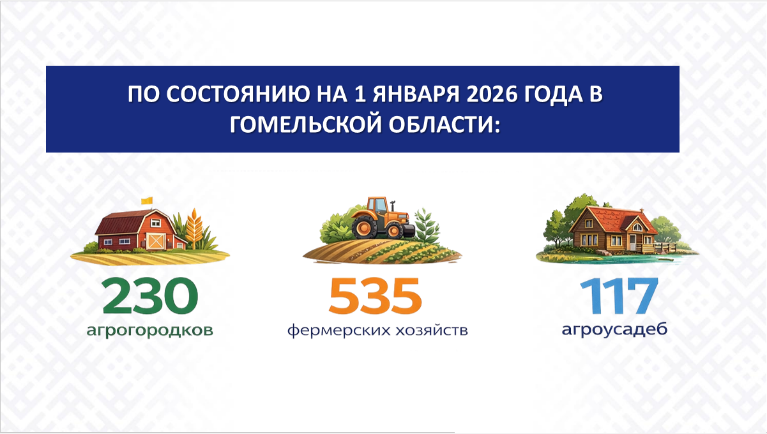 ПО СОСТОЯНИЮ НА 1 ЯНВАРЯ 2026 ГОДА В
ГОМЕЛЬСКОЙ ОБЛАСТИ:
230
агрогородков
535
фермерских хозяйств
117
агроусадеб